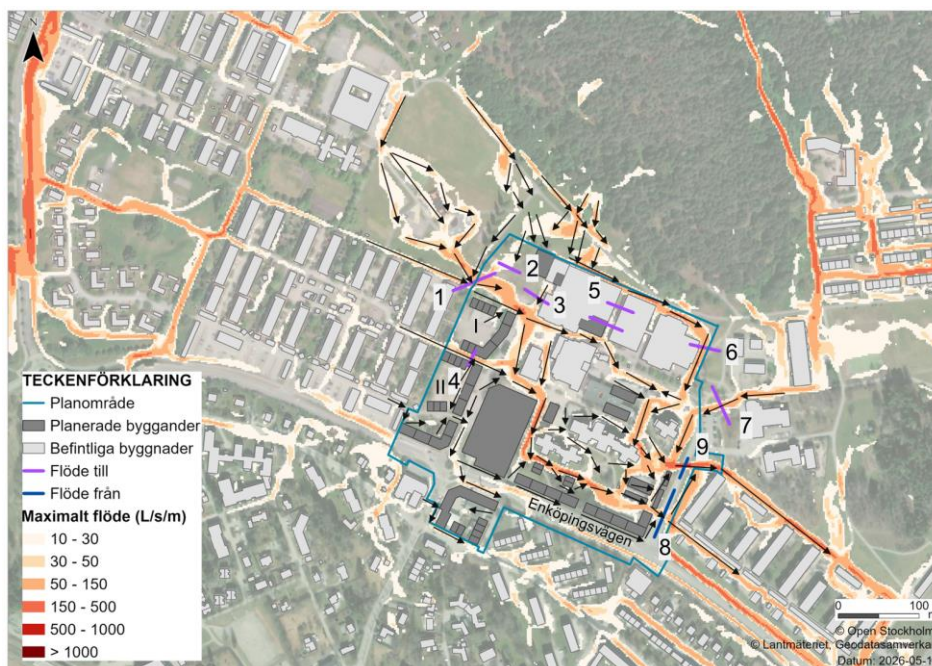 N
1
2
3
5
I
4
II
6
7
9
8
Enköpingsvägen
TECKENFÖRKLARING
Planområde
Planerade byggander
Befintliga byggnader
Flöde till
Flöde från
Maximalt flöde (L/s/m)
10 - 30
30 - 50
50 - 150
150 - 500
500 - 1000
> 1000
0 100
m
© Open Stockholm
© Lantmäteriet, Geodatasamverka
Datum: 2026-05-1